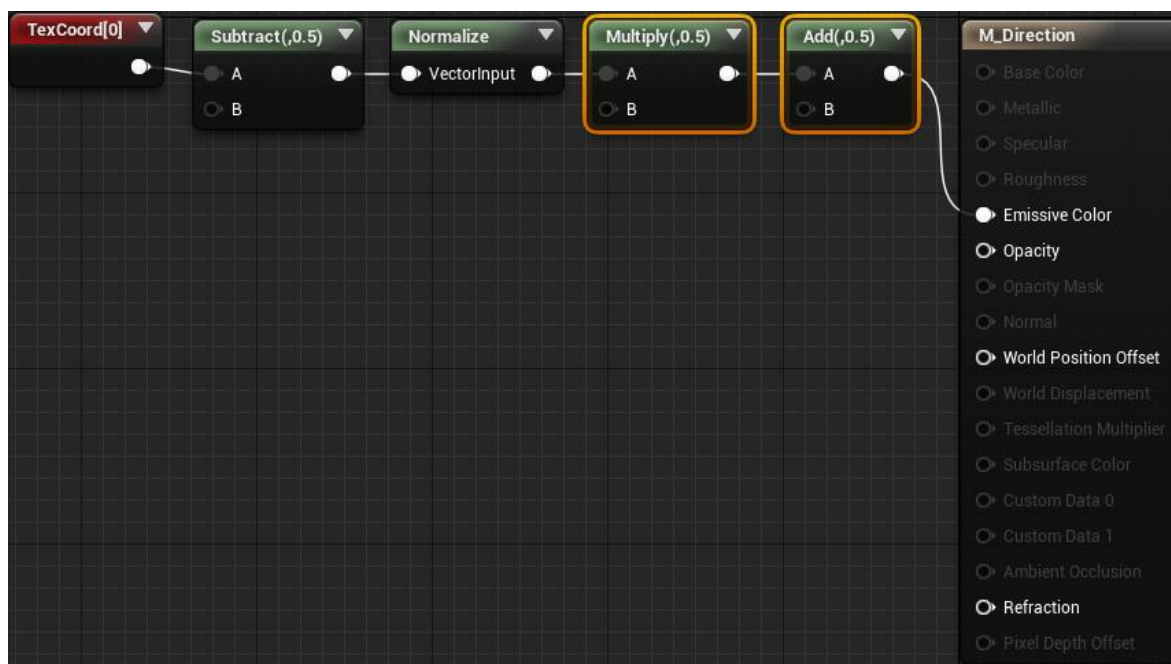 TexCoord[0]
Subtract(,0.5)
A
B
Normalize
VectorInput
Multiply(,0.5)
A
B
Add(,0.5)
A
B
M_Direction
Base Color
Metallic
Specular
Roughness
Emissive Color
Opacity
Opacity Mask
Normal
World Position Offset
World Displacement
Tessellation Multiplier
Subsurface Color
Custom Data 0
Custom Data 1
Ambient Occlusion
Refraction
Pixel Depth Offset